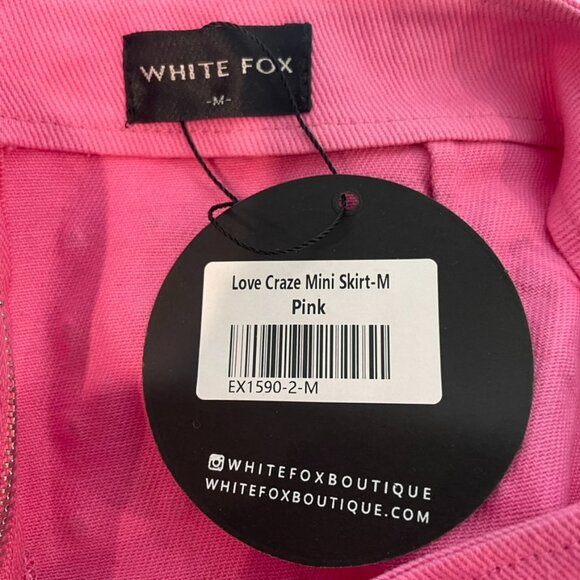 WHITE FOX
-M-
Love Craze Mini Skirt-M
Pink
EX1590-2-M
WHITEFOXBOUTIQUE
WHITEFOXBOUTIQUE.COM